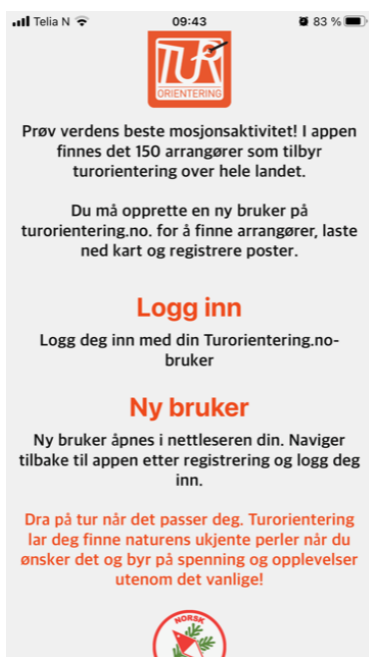 Telia N 09:43 83 %
TUR
ORIENTERING
Prøv verdens beste mosjonsaktivitet! I appen
finnes det 150 arrangører som tilbyr
turorientering over hele landet.
Du må opprette en ny bruker på
turorientering.no. for å finne arrangører, laste
ned kart og registrere poster.
Logg inn
Logg deg inn med din Turorientering.no-
bruker
Ny bruker
Ny bruker åpnes i nettleseren din. Naviger
tilbake til appen etter registrering og logg deg
inn.
Dra på tur når det passer deg. Turorientering
lar deg finne naturens ukjente perler når du
ønsker det og byr på spenning og opplevelser
utenom det vanlige!
NORSK